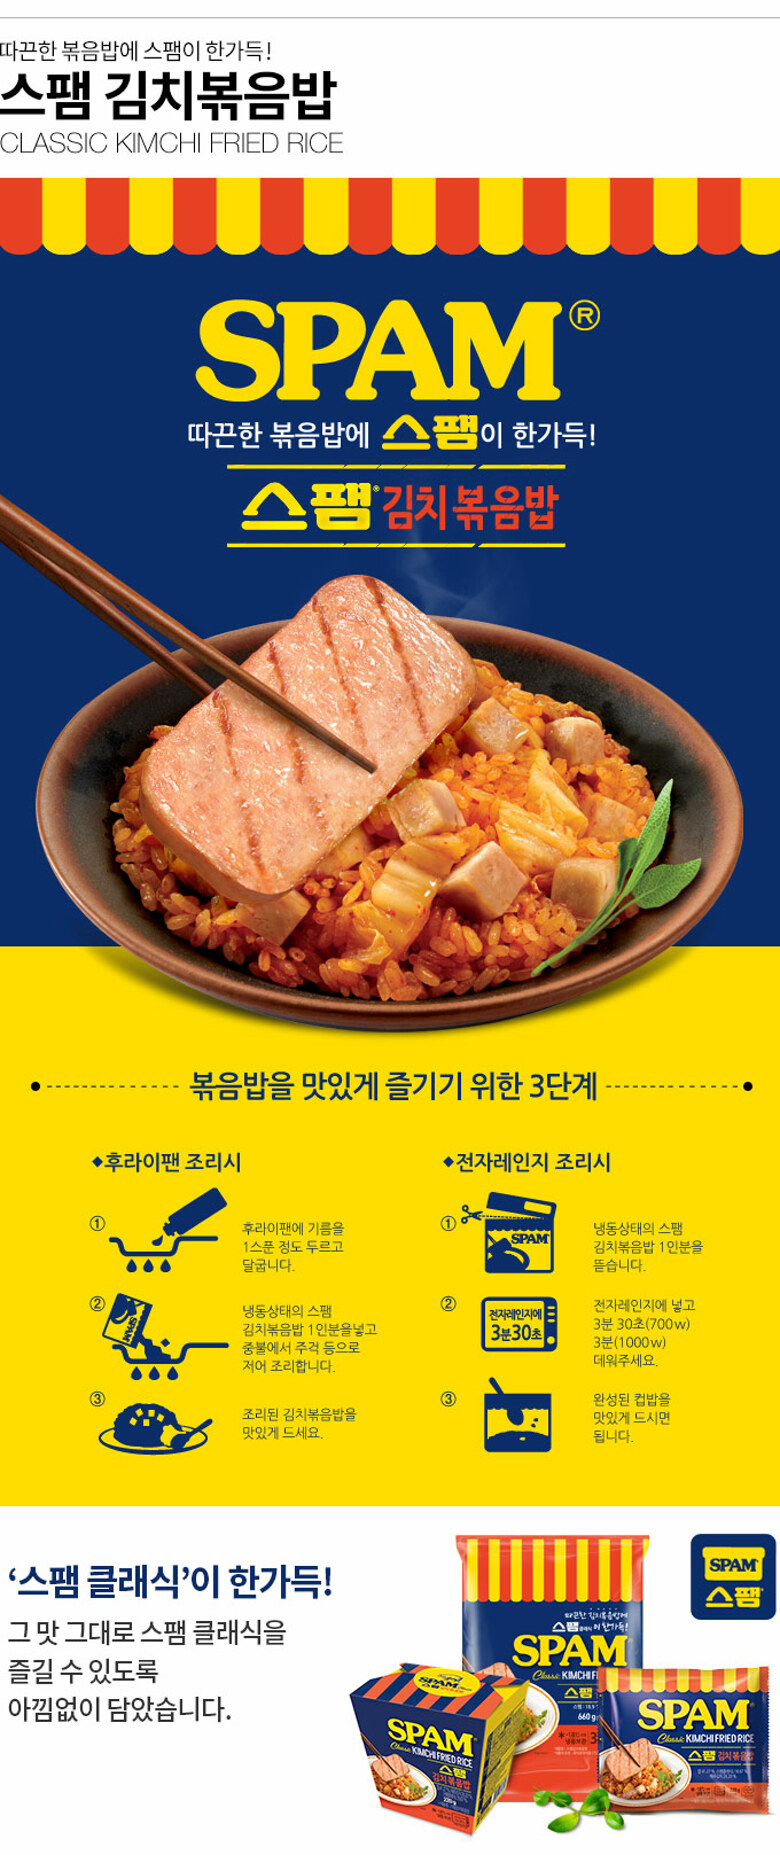 따끈한 볶음밥에 스팸이 한가득!
스팸 김치볶음밥
CLASSIC KIMCHI FRIED RICE
SPAM®
따끈한 볶음밥에 스팸이 한가득!
스팸® 김치볶음밥
볶음밥을 맛있게 즐기기 위한 3단계
◆후라이팬 조리시
①
후라이팬에 기름을
1스푼 정도 두르고
달굽니다.
②
SPAM
냉동상태의 스팸
김치볶음밥 1인분을넣고
중불에서 주걱 등으로
저어 조리합니다.
③
조리된 김치볶음밥을
맛있게 드세요.
◆전자레인지 조리시
①
SPAM
냉동상태의 스팸
김치볶음밥 1인분을
뜯습니다.
②
전자레인지에
3분30초
전자레인지에 넣고
3분 30초(700w)
3분(1000w)
데워주세요.
③
완성된 컵밥을
맛있게 드시면
됩니다.
‘스팸 클래식’이 한가득!
그 맛 그대로 스팸 클래식을
즐길 수 있도록
아낌없이 담았습니다.
SPAM
스팸
SPAM
Classic KIMCHI F
스팸
660g
SPAM
스팸
SPAM
Classic KIMCHI FRIED RICE
스팸
김치볶음밥
SPAM
Classic KIMCHI FRIED RICE
스팸 김치볶음밥